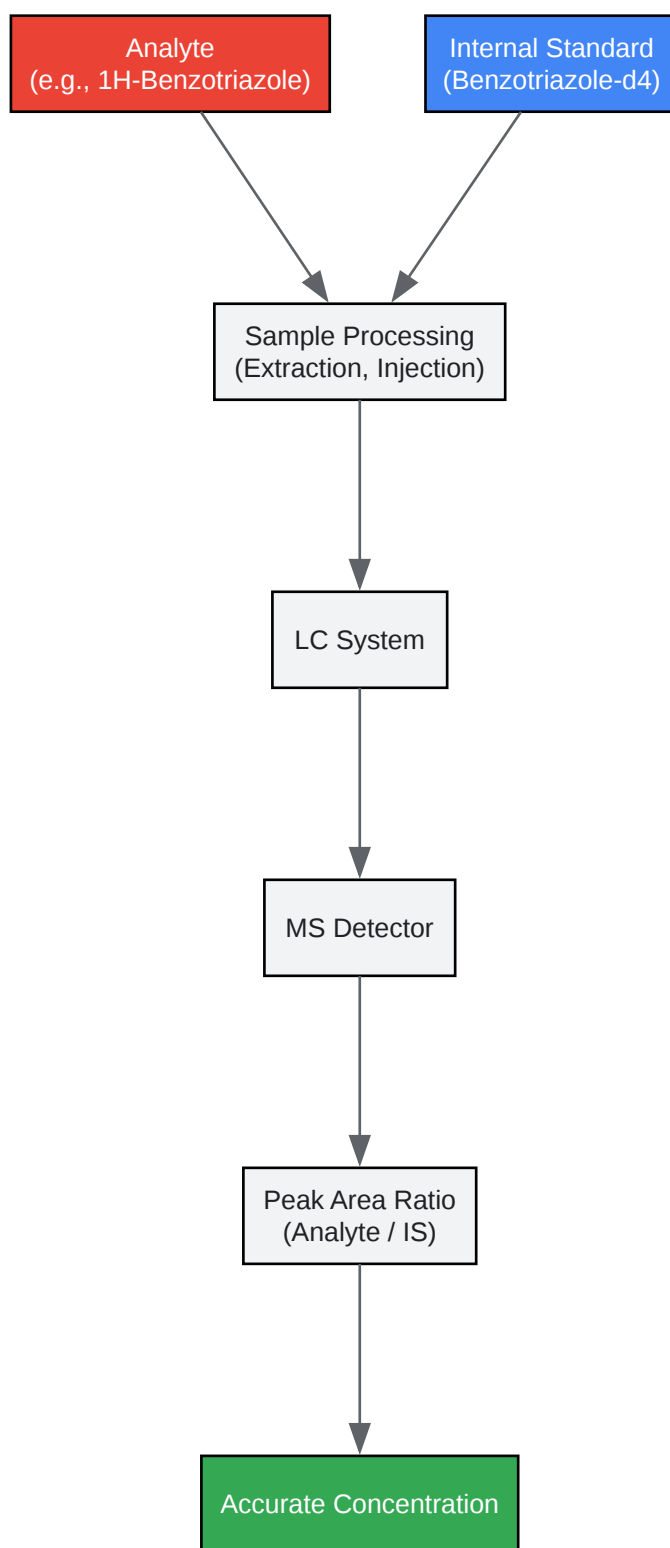 Analyte
(e.g., 1H-Benzotriazole)
Internal Standard
(Benzotriazole-d4)
Sample Processing
(Extraction, Injection)
LC System
MS Detector
Peak Area Ratio
(Analyte / IS)
Accurate Concentration